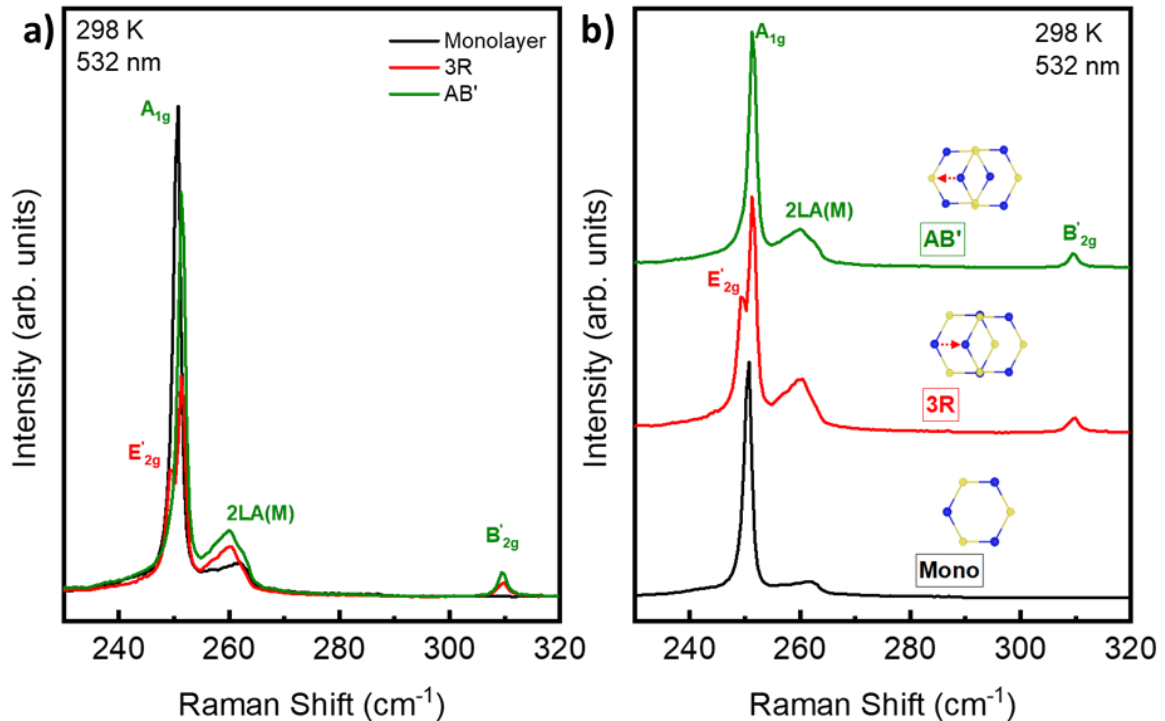 a)
298 K
532 nm
Monolayer
3R
AB'
A1g
E'2g
2LA(M)
B'2g
Intensity (arb. units)
240 260 280 300 320
Raman Shift (cm-1)
b)
298 K
532 nm
A1g
2LA(M)
AB'
B'2g
E'2g
3R
Mono
Intensity (arb. units)
240 260 280 300 320
Raman Shift (cm-1)